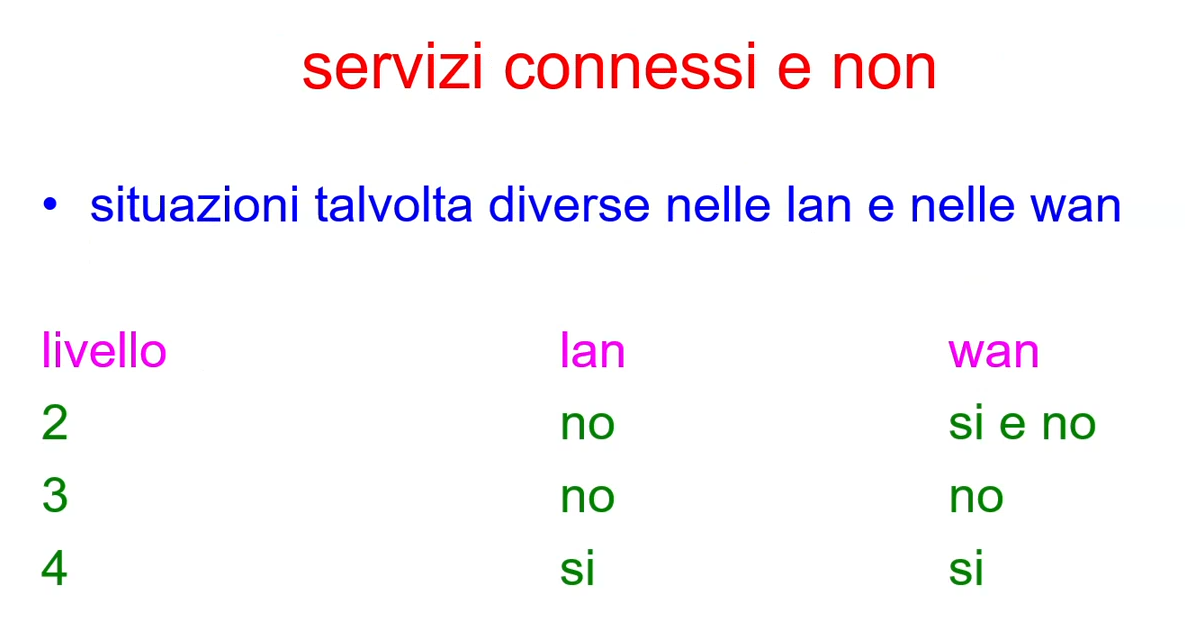 servizi connessi e non
• situazioni talvolta diverse nelle lan e nelle wan
livello lan wan
2 no si e no
3 no no
4 si si